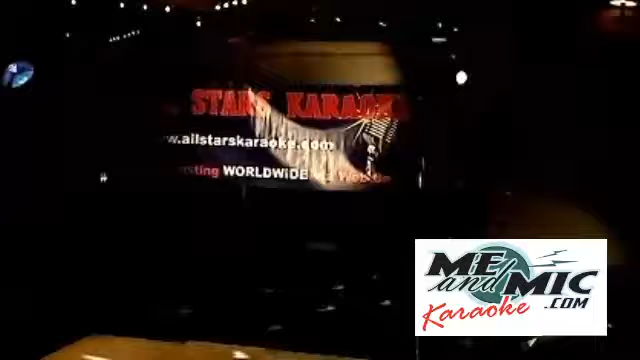 STARS KARAOKE
www.allstarskaraoke.com
WORLDWiDE
ME
and MIC
Karaoke .COM